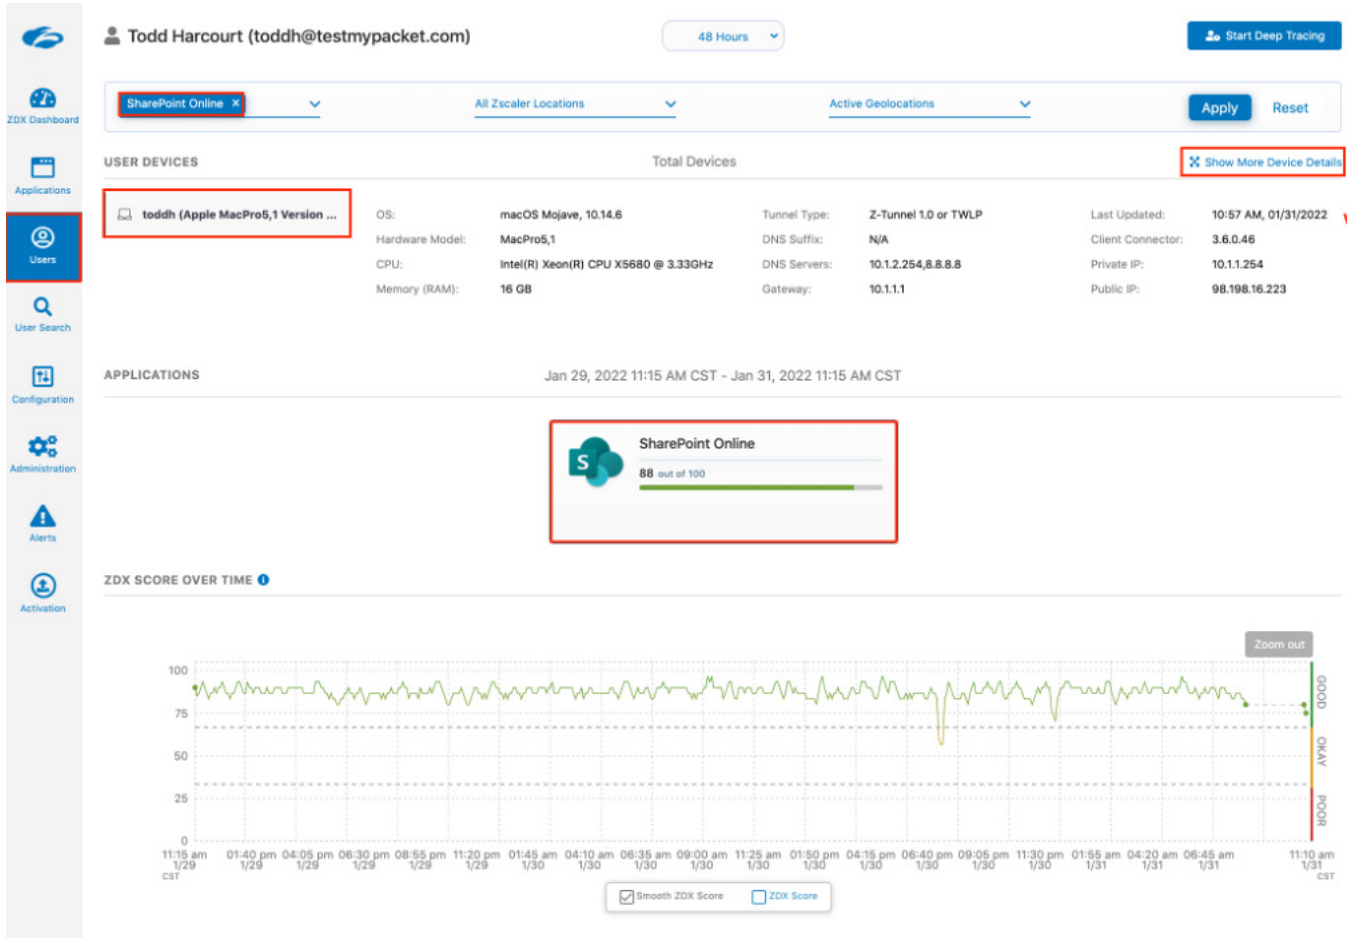 Todd Harcourt (toddh@testmypacket.com)
48 Hours
Start Deep Tracing
ZDX Dashboard
Applications
Users
User Search
Configuration
Administration
Alerts
Activation
SharePoint Online ×
All Zscaler Locations
Active Geolocations
Apply
Reset
USER DEVICES
Total Devices
Show More Device Details
toddh (Apple MacPro5,1 Version ...
OS: macOS Mojave, 10.14.6
Hardware Model: MacPro5,1
CPU: Intel(R) Xeon(R) CPU X5680 @ 3.33GHz
Memory (RAM): 16 GB
Tunnel Type: Z-Tunnel 1.0 or TWLP
DNS Suffix: N/A
DNS Servers: 10.1.2.254,8.8.8.8
Gateway: 10.1.1.1
Last Updated: 10:57 AM, 01/31/2022
Client Connector: 3.6.0.46
Private IP: 10.1.1.254
Public IP: 98.198.16.223
APPLICATIONS
Jan 29, 2022 11:15 AM CST - Jan 31, 2022 11:15 AM CST
S
SharePoint Online
88 out of 100
ZDX SCORE OVER TIME
Zoom out
100
75
50
25
0
GOOD
OKAY
POOR
11:15 am 01:40 pm 04:05 pm 06:30 pm 08:55 pm 11:20 pm 01:45 am 04:10 am 06:35 am 09:00 am 11:25 am 01:50 pm 04:15 pm 06:40 pm 09:05 pm 11:30 pm 01:55 am 04:20 am 06:45 am 11:10 am
1/29 1/29 1/29 1/29 1/29 1/29 1/30 1/30 1/30 1/30 1/30 1/30 1/30 1/30 1/30 1/30 1/31 1/31 1/31 1/31
CST CST
Smooth ZDX Score
ZDX Score